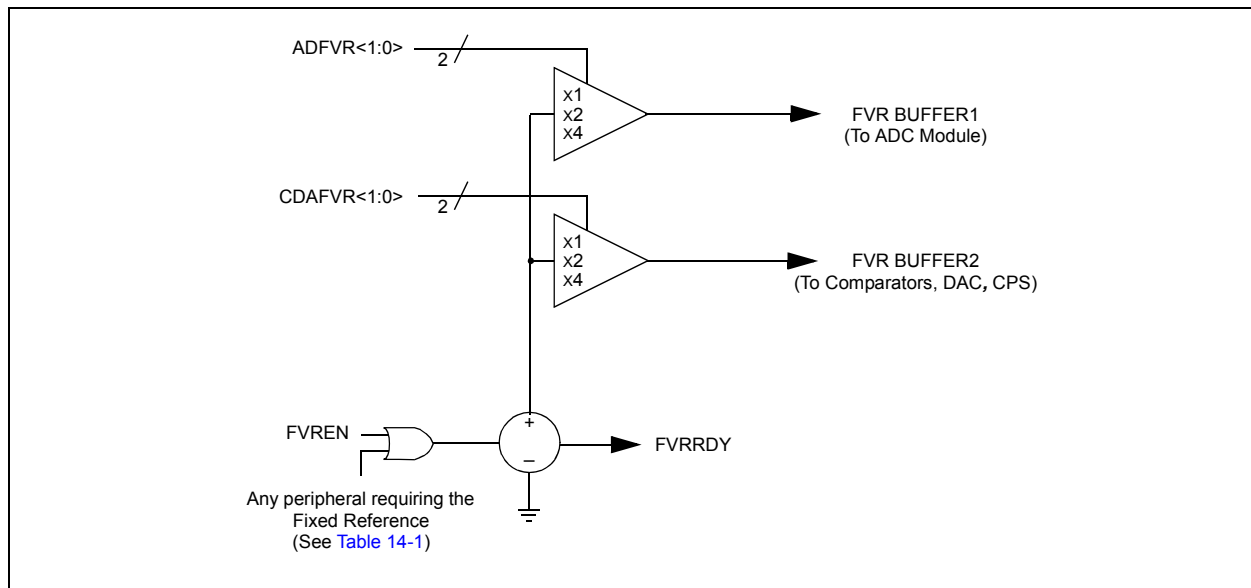 ADFVR<1:0>
2
X1
X2
X4
FVR BUFFER1
(To ADC Module)
CDAFVR<1:0>
2
X1
X2
X4
FVR BUFFER2
(To Comparators, DAC, CPS)
FVREN
+
–
FVRRDY
Any peripheral requiring the
Fixed Reference
(See Table 14-1)